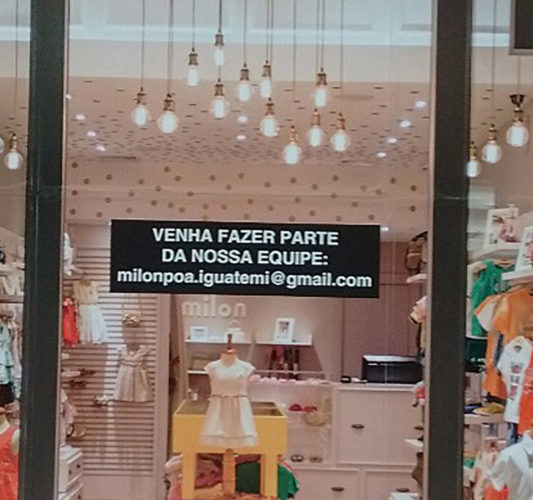 VENHA FAZER PARTE
DA NOSSA EQUIPE:
milonpoa.iguatemi@gmail.com
milon